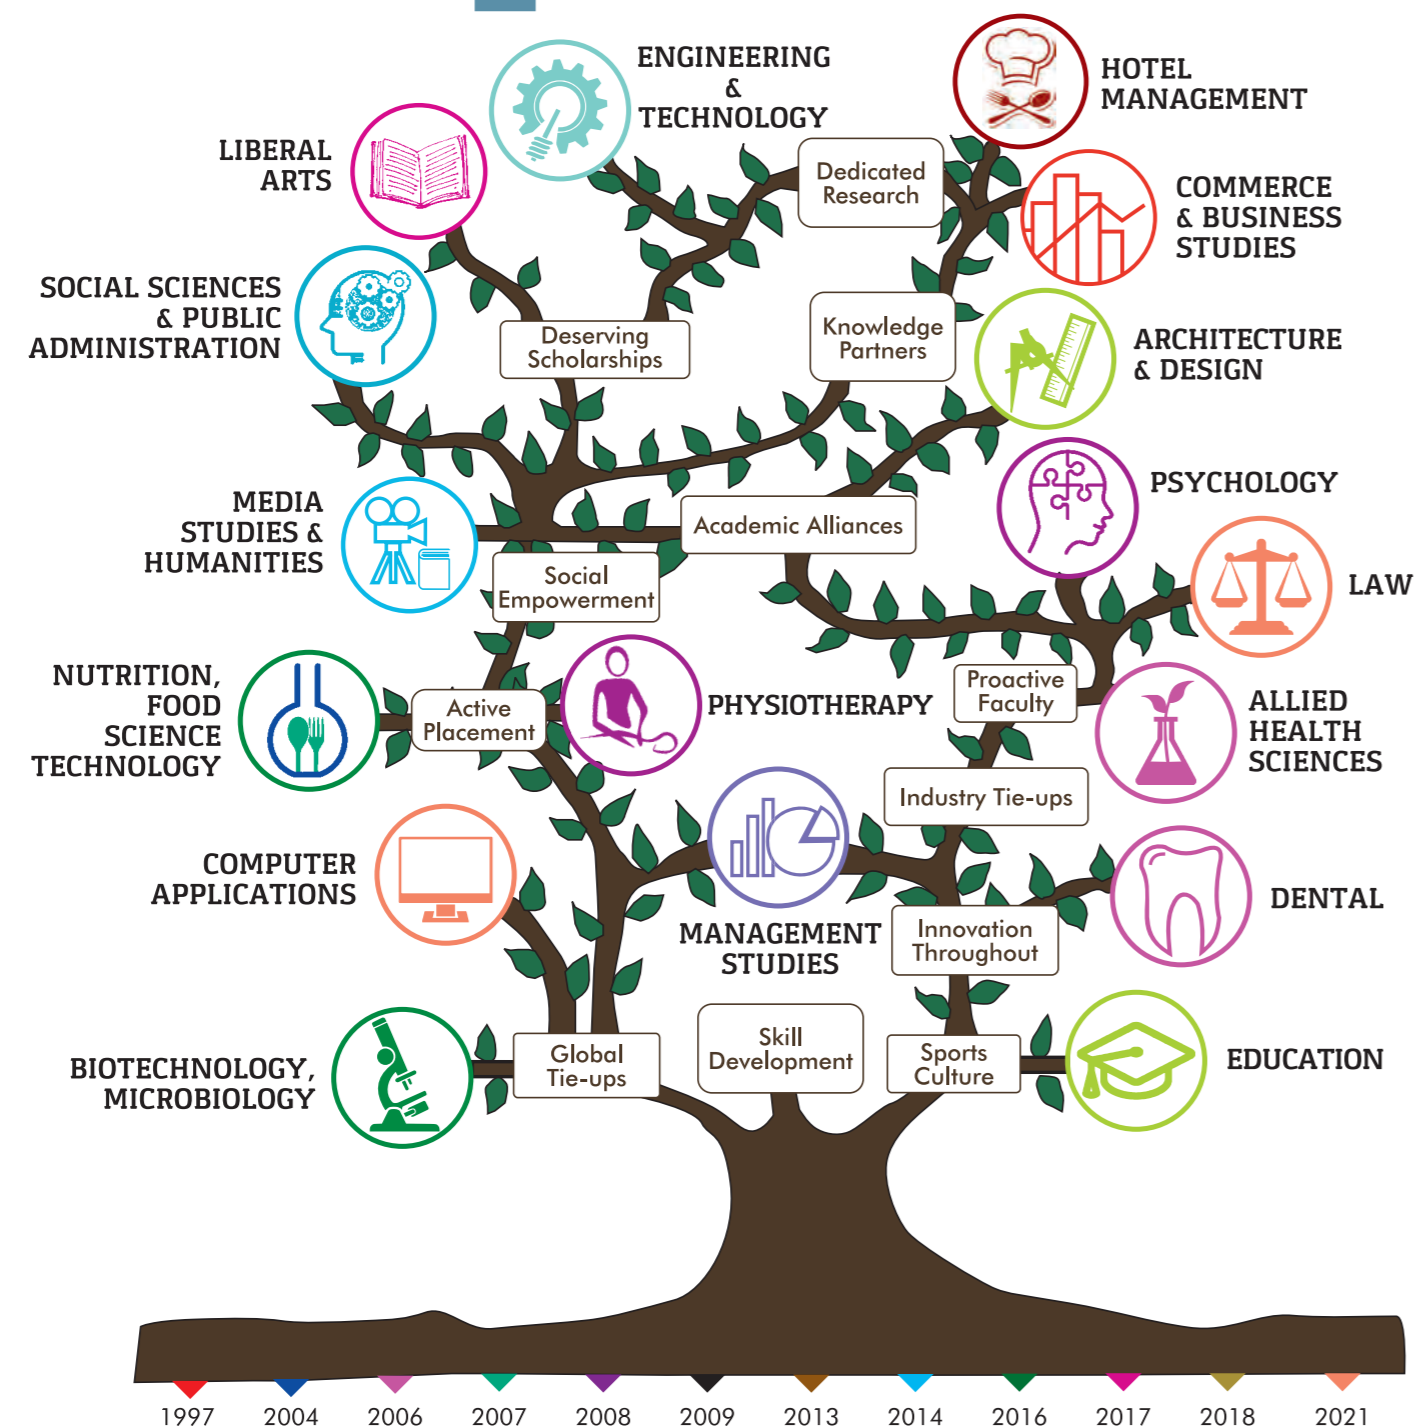 ENGINEERING
&
TECHNOLOGY
HOTEL
MANAGEMENT
LIBERAL
ARTS
Dedicated
Research
COMMERCE
& BUSINESS
STUDIES
SOCIAL SCIENCES
& PUBLIC
ADMINISTRATION
Deserving
Scholarships
Knowledge
Partners
ARCHITECTURE
& DESIGN
PSYCHOLOGY
MEDIA
STUDIES &
HUMANITIES
Academic Alliances
Social
Empowerment
LAW
NUTRITION,
FOOD
SCIENCE
TECHNOLOGY
Active
Placement
PHYSIOTHERAPY
Proactive
Faculty
ALLIED
HEALTH
SCIENCES
Industry Tie-ups
COMPUTER
APPLICATIONS
MANAGEMENT
STUDIES
Innovation
Throughout
DENTAL
BIOTECHNOLOGY,
MICROBIOLOGY
Global
Tie-ups
Skill
Development
Sports
Culture
EDUCATION
1997 2004 2006 2007 2008 2009 2013 2014 2016 2017 2018 2021